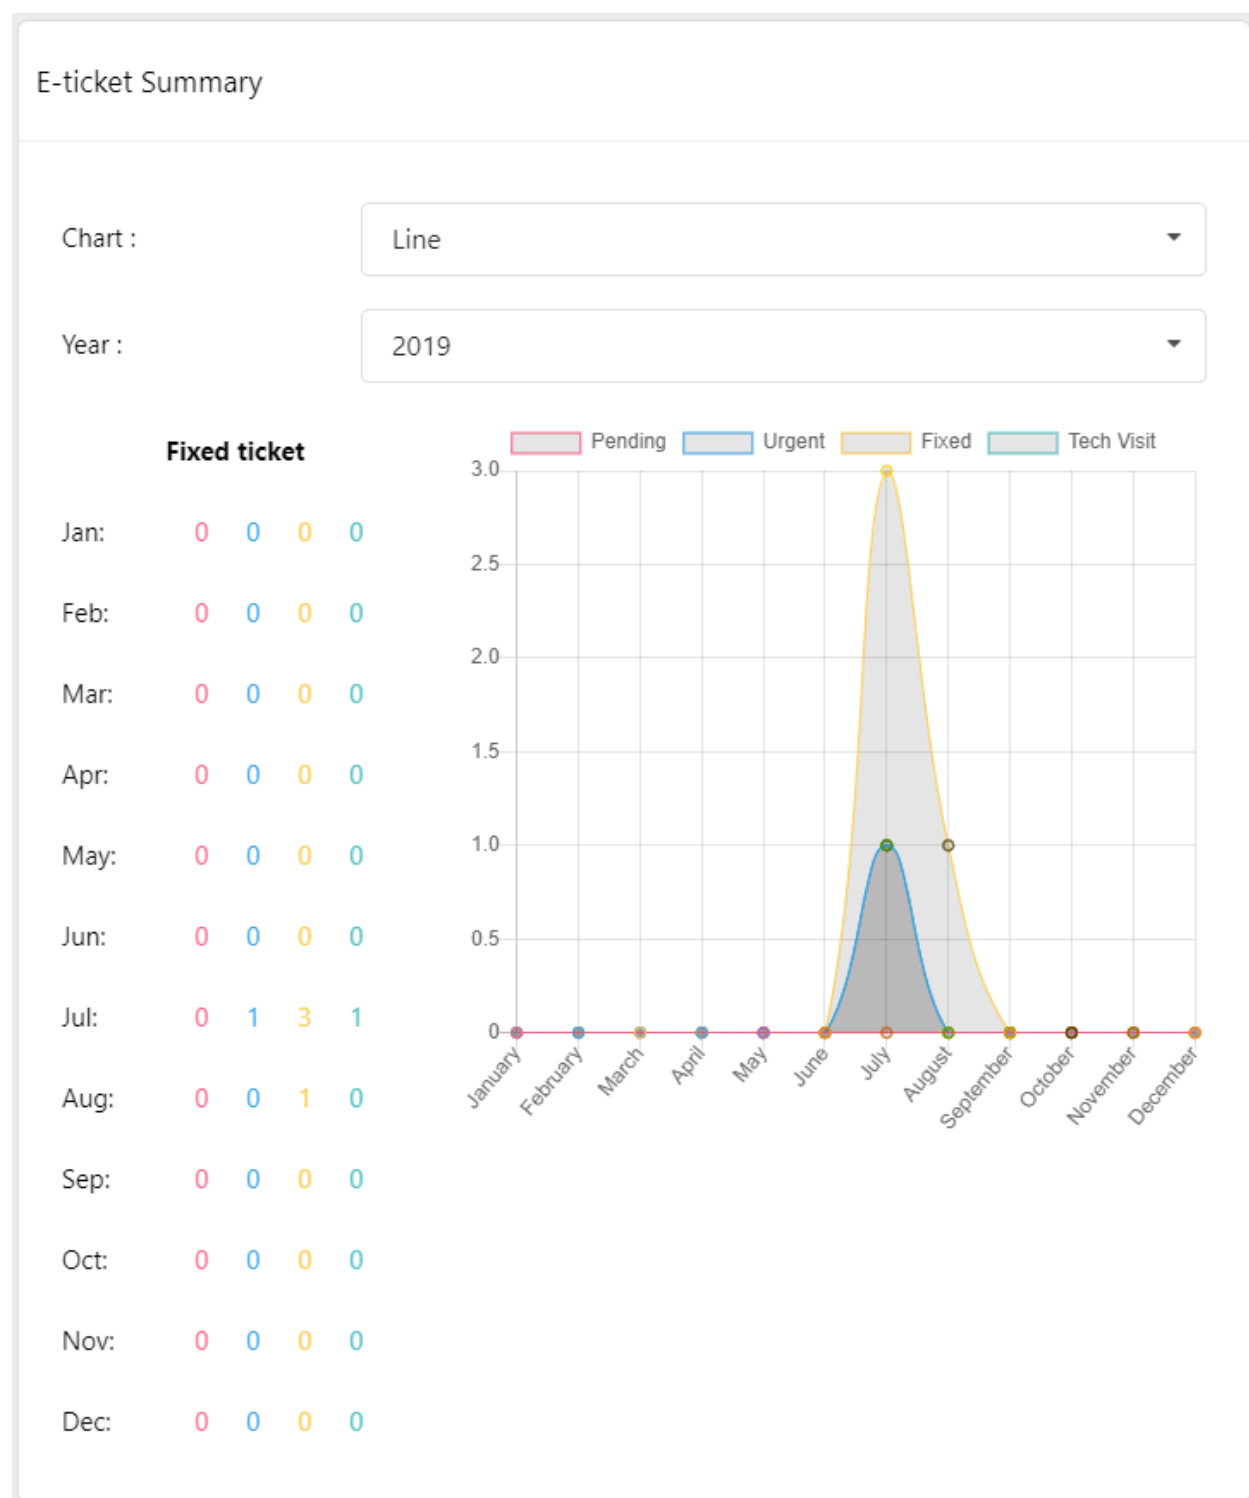 E-ticket Summary
Chart :
Line
Year :
2019
Fixed ticket
Jan: 0 0 0 0
Feb: 0 0 0 0
Mar: 0 0 0 0
Apr: 0 0 0 0
May: 0 0 0 0
Jun: 0 0 0 0
Jul: 0 1 3 1
Aug: 0 0 1 0
Sep: 0 0 0 0
Oct: 0 0 0 0
Nov: 0 0 0 0
Dec: 0 0 0 0
Pending Urgent Fixed Tech Visit
3.0
2.5
2.0
1.5
1.0
0.5
0
January February March April May June July August September October November December